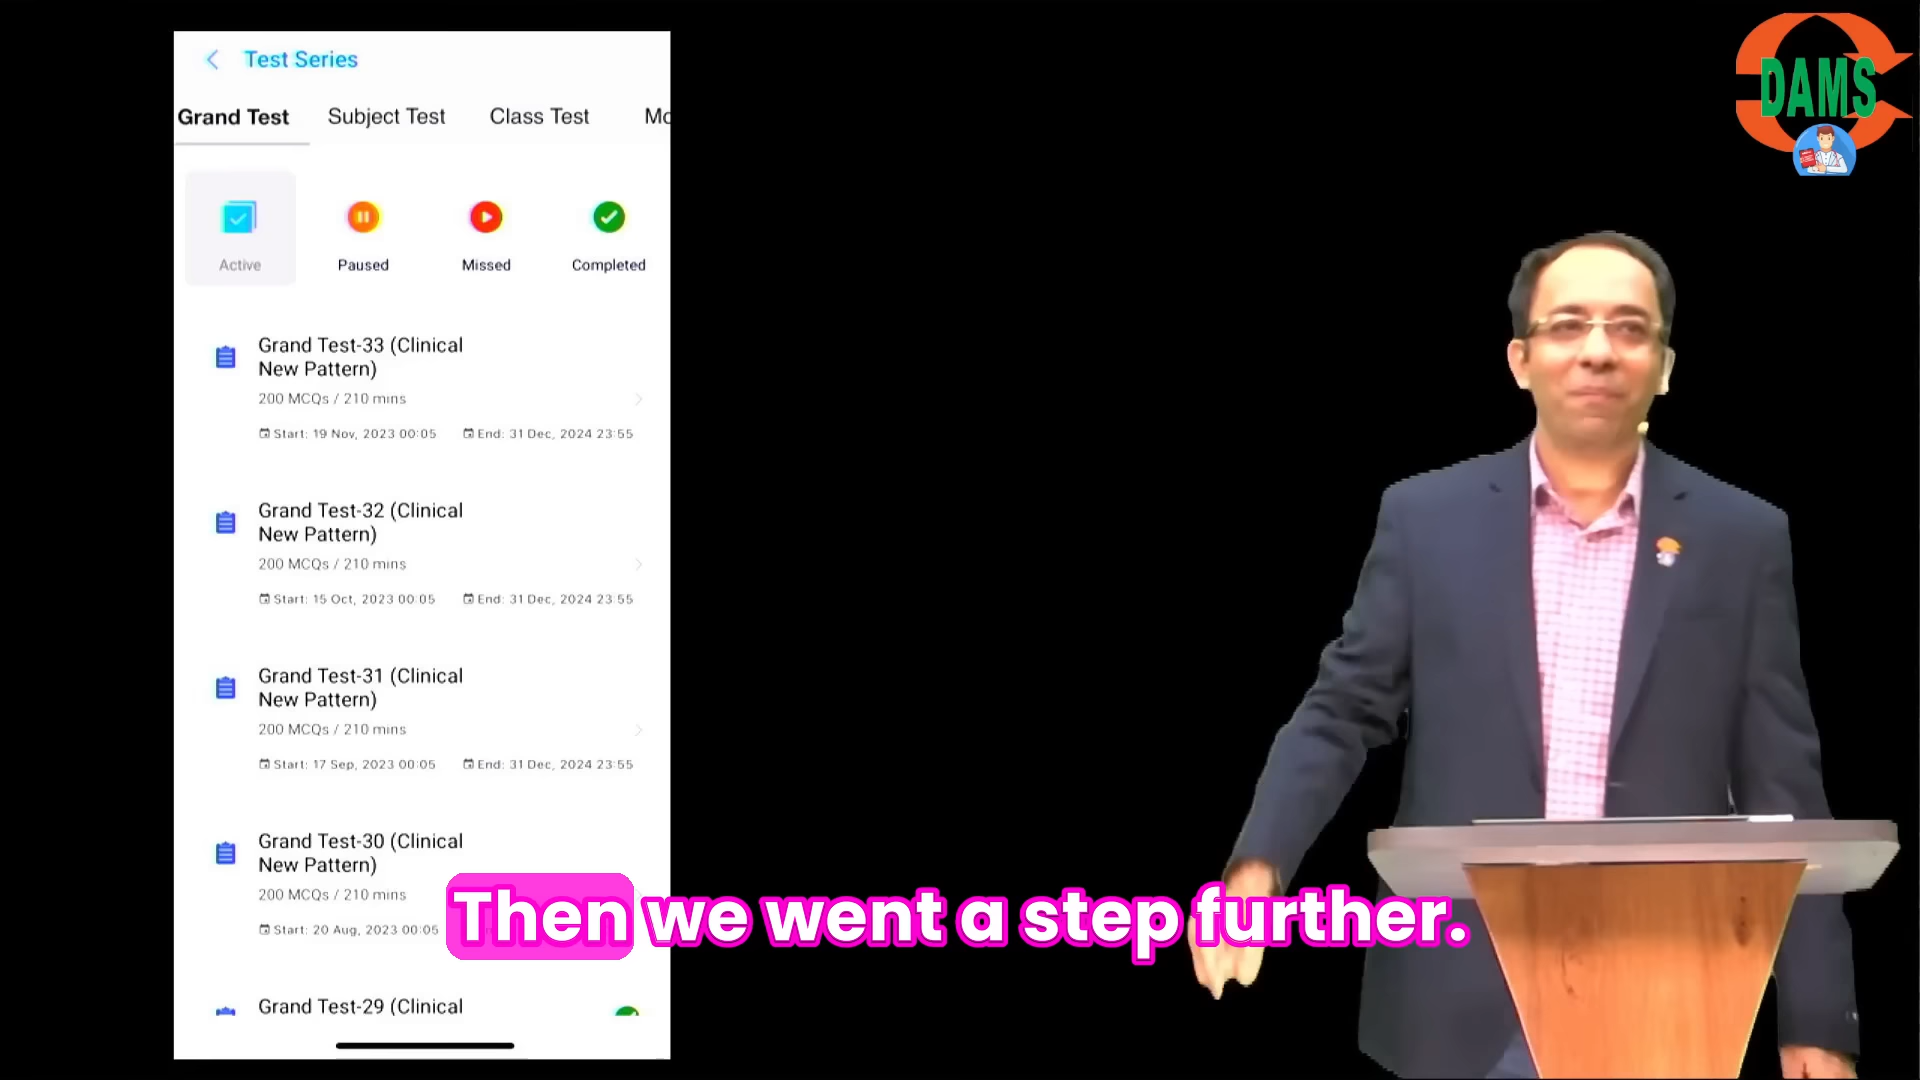 Test Series
Grand Test Subject Test Class Test Mo
Active Paused Missed Completed
Grand Test-33 (Clinical
New Pattern)
200 MCQs / 210 mins
Start: 19 Nov, 2023 00:05 End: 31 Dec, 2024 23:55
Grand Test-32 (Clinical
New Pattern)
200 MCQs / 210 mins
Start: 15 Oct, 2023 00:05 End: 31 Dec, 2024 23:55
Grand Test-31 (Clinical
New Pattern)
200 MCQs / 210 mins
Start: 17 Sep, 2023 00:05 End: 31 Dec, 2024 23:55
Grand Test-30 (Clinical
New Pattern)
200 MCQs / 210 mins
Start: 20 Aug, 2023 00:05
Grand Test-29 (Clinical
Then we went a step further.
DAMS